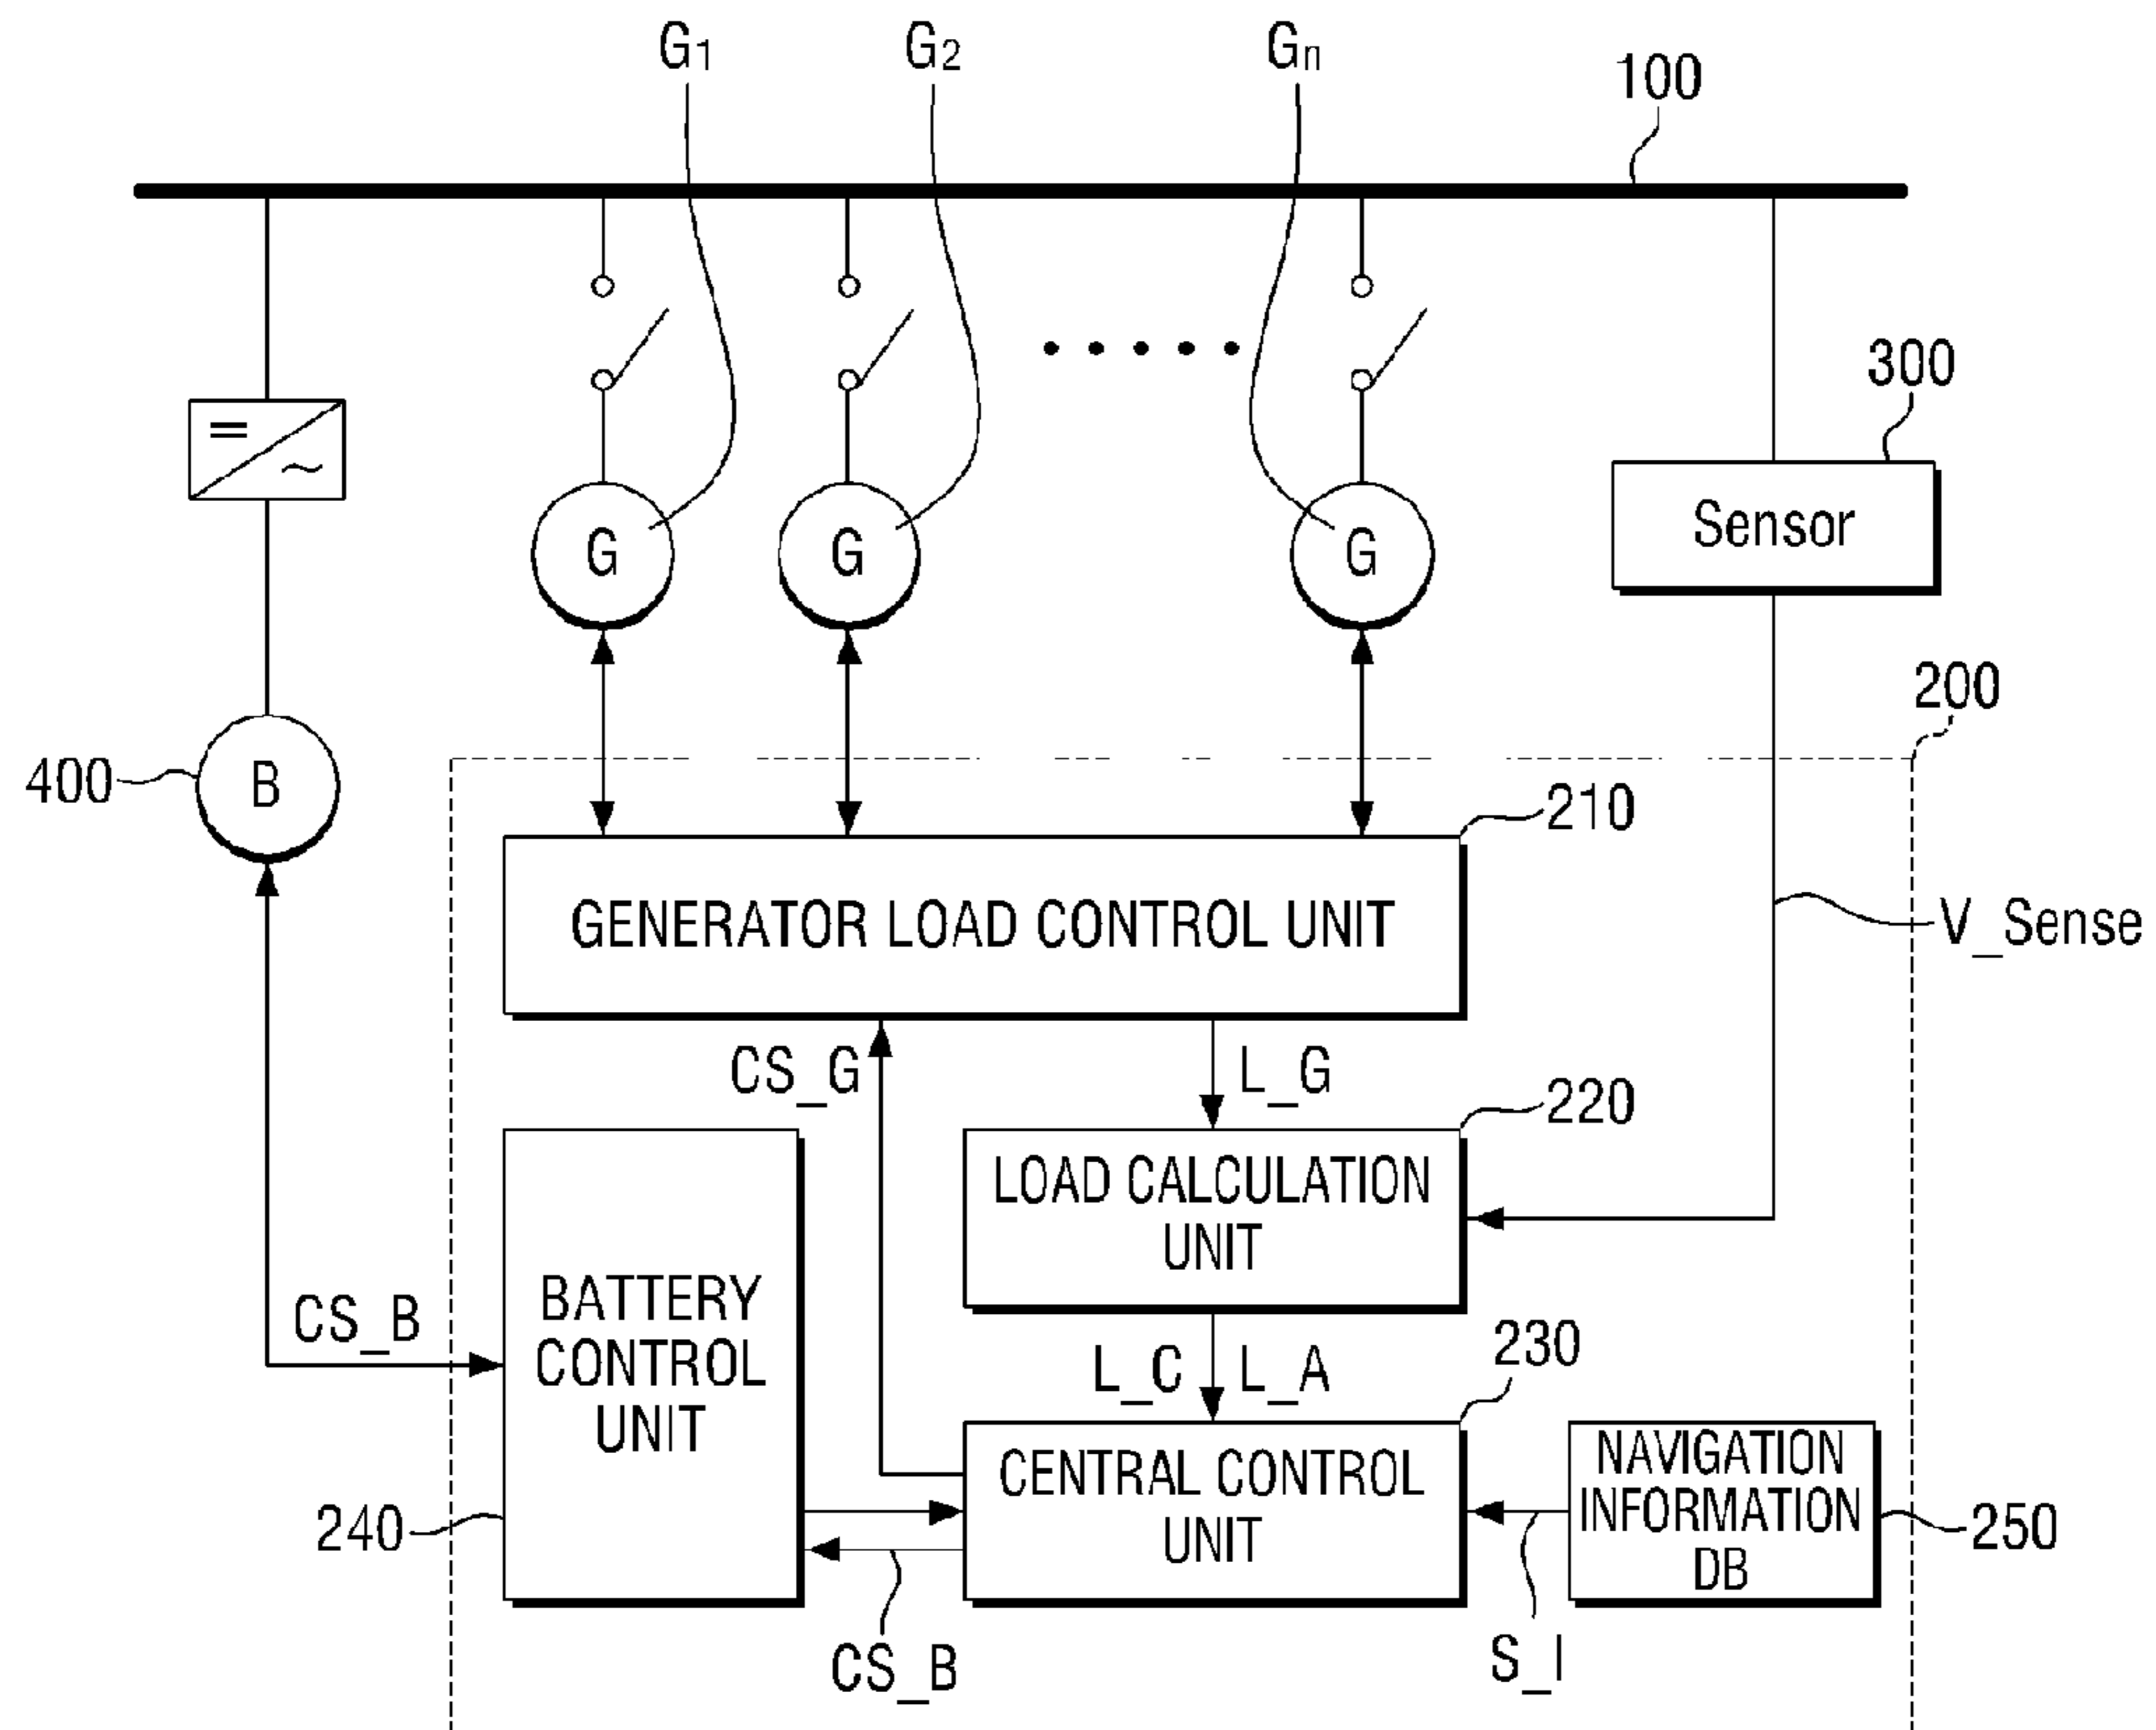 G1
G2
Gn
100
=
~
300
Sensor
G
G
G
200
400
B
210
GENERATOR LOAD CONTROL UNIT
V_Sense
CS_G
L_G
220
LOAD CALCULATION
UNIT
CS_B
BATTERY
CONTROL
UNIT
L_C
L_A
230
CENTRAL CONTROL
UNIT
NAVIGATION
INFORMATION
DB
240
250
CS_B
S_I